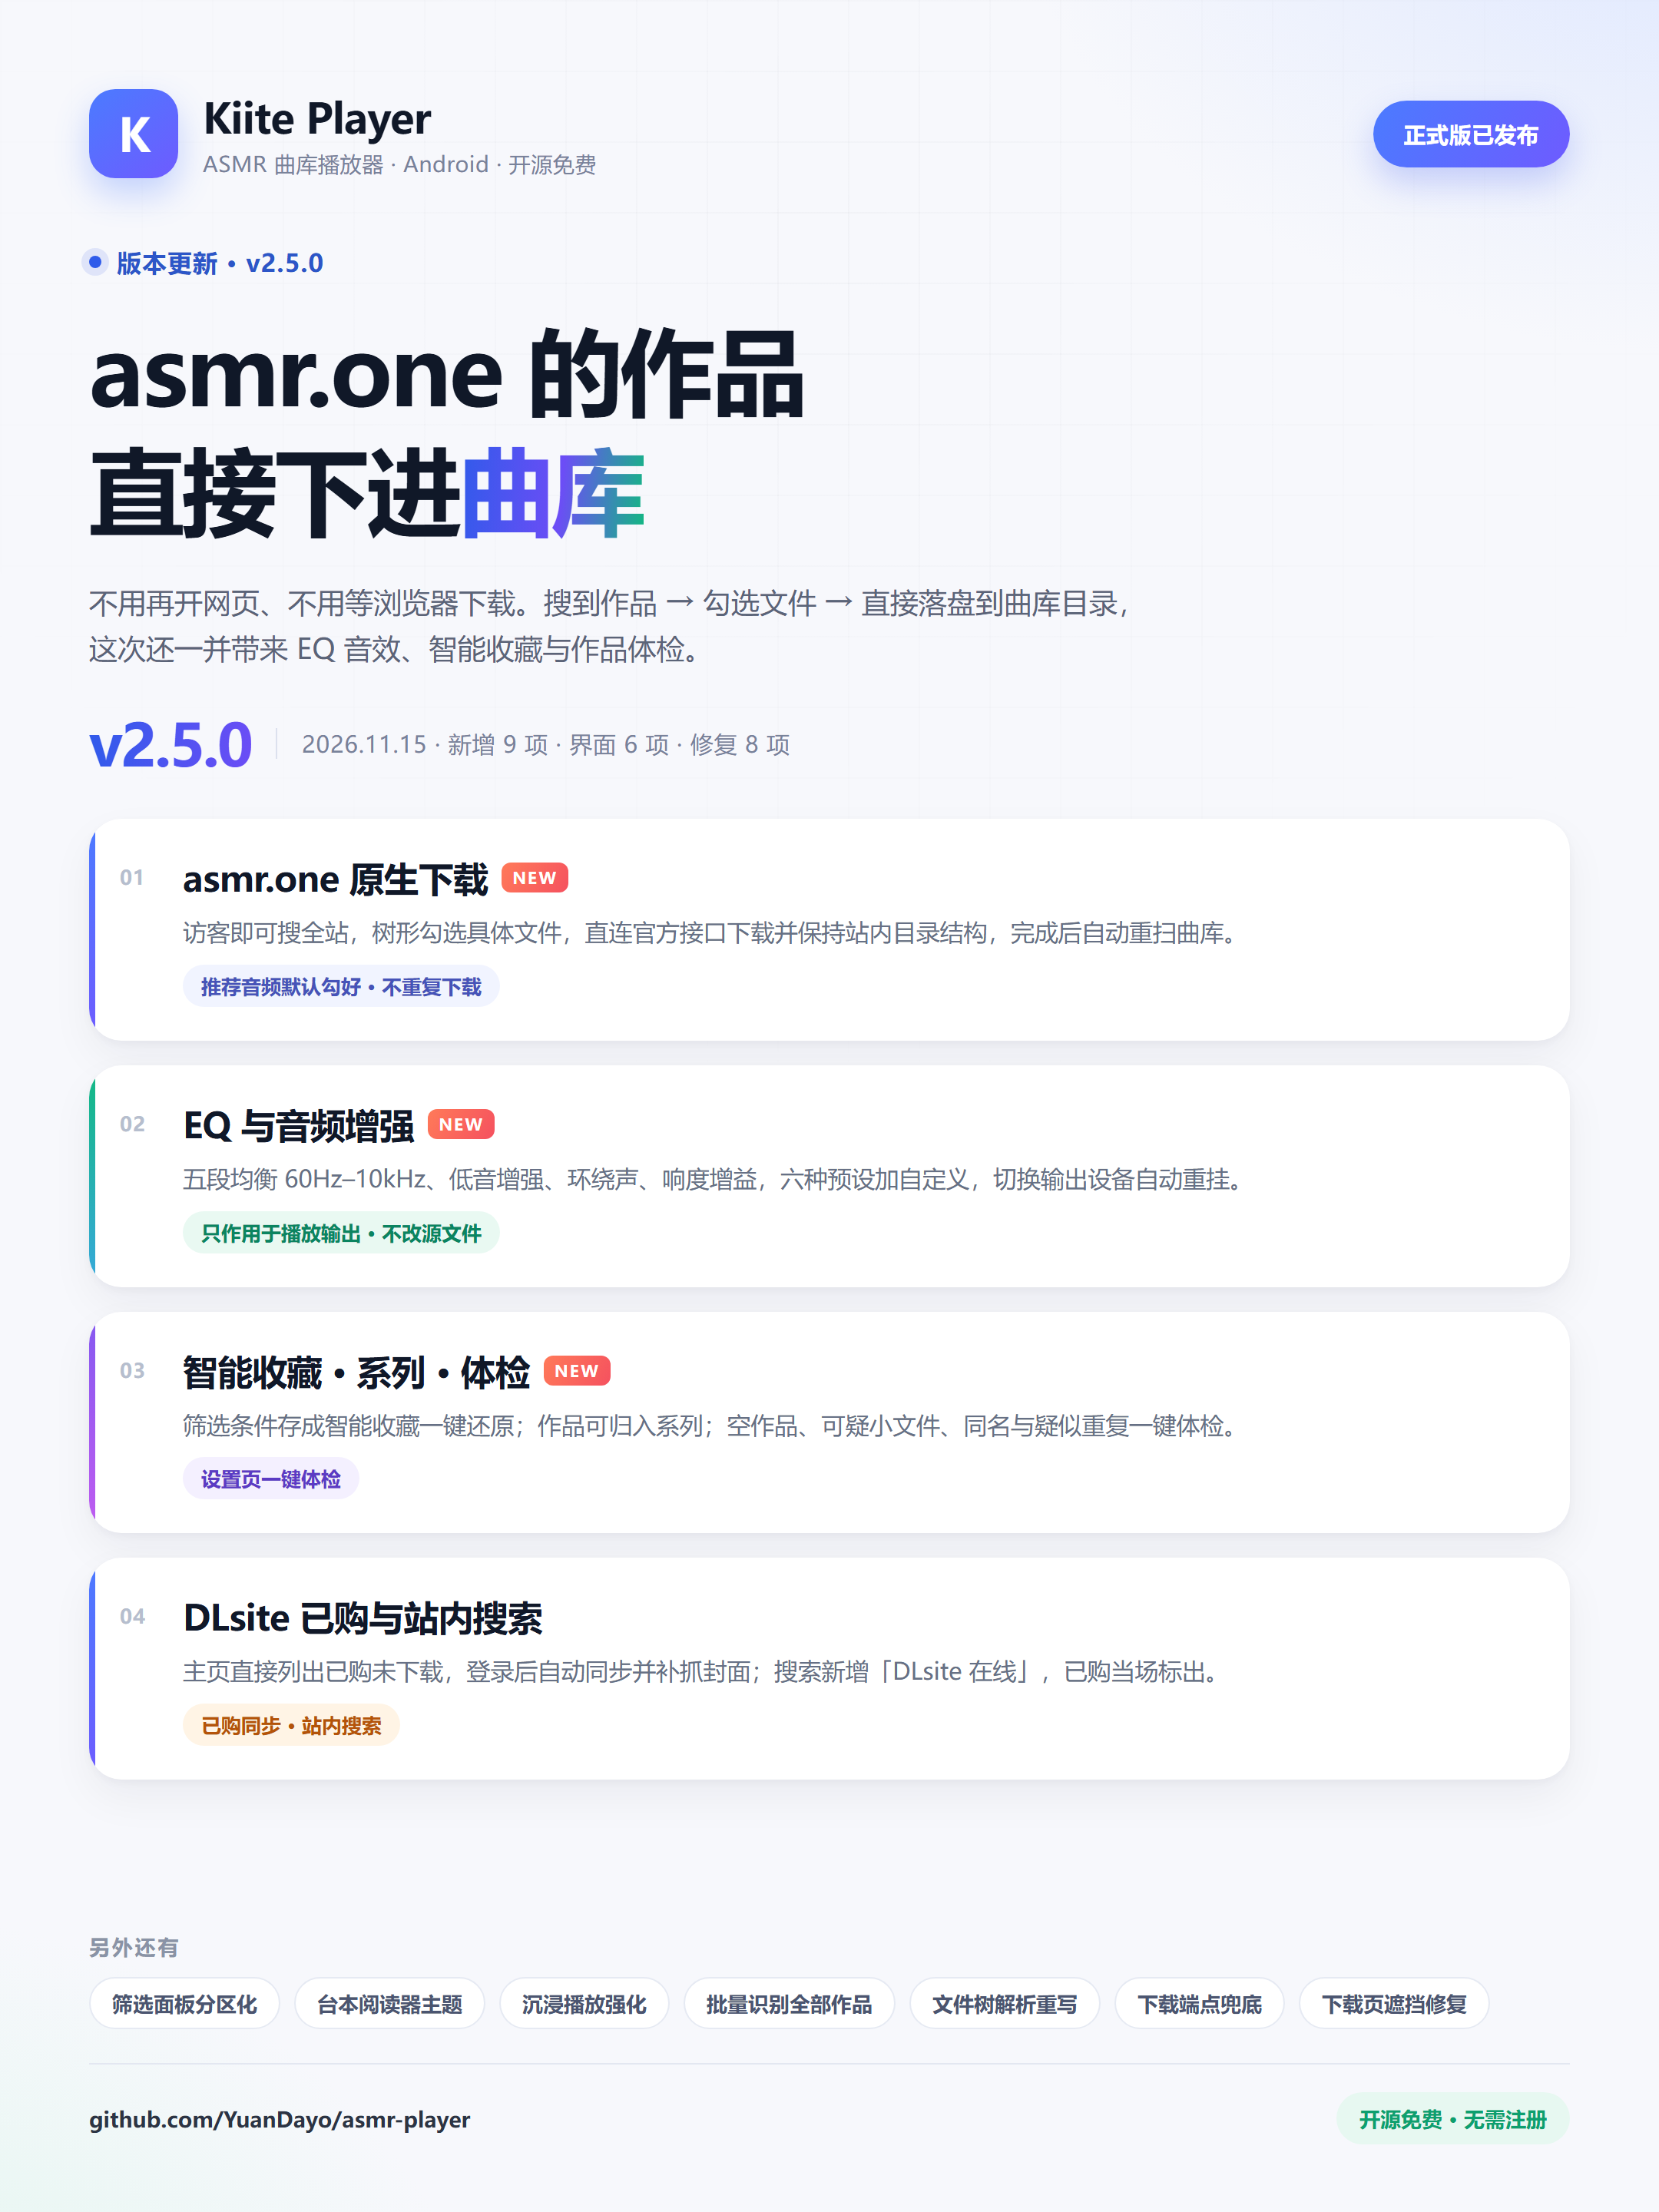 K
Kiite Player
ASMR 曲库播放器 · Android · 开源免费
正式版已发布
版本更新 · v2.5.0
asmr.one 的作品
直接下进曲库
不用再开网页、不用等浏览器下载。搜到作品 → 勾选文件 → 直接落盘到曲库目录，
这次还一并带来 EQ 音效、智能收藏与作品体检。
v2.5.0
2026.11.15 · 新增 9 项 · 界面 6 项 · 修复 8 项
01
asmr.one 原生下载 NEW
访客即可搜全站，树形勾选具体文件，直连官方接口下载并保持站内目录结构，完成后自动重扫曲库。
推荐音频默认勾好 · 不重复下载
02
EQ 与音频增强 NEW
五段均衡 60Hz–10kHz、低音增强、环绕声、响度增益，六种预设加自定义，切换输出设备自动重挂。
只作用于播放输出 · 不改源文件
03
智能收藏 · 系列 · 体检 NEW
筛选条件存成智能收藏一键还原；作品可归入系列；空作品、可疑小文件、同名与疑似重复一键体检。
设置页一键体检
04
DLsite 已购与站内搜索
主页直接列出已购未下载，登录后自动同步并补抓封面；搜索新增「DLsite 在线」，已购当场标出。
已购同步 · 站内搜索
另外还有
筛选面板分区化
台本阅读器主题
沉浸播放强化
批量识别全部作品
文件树解析重写
下载端点兜底
下载页遮挡修复
github.com/YuanDayo/asmr-player
开源免费 · 无需注册